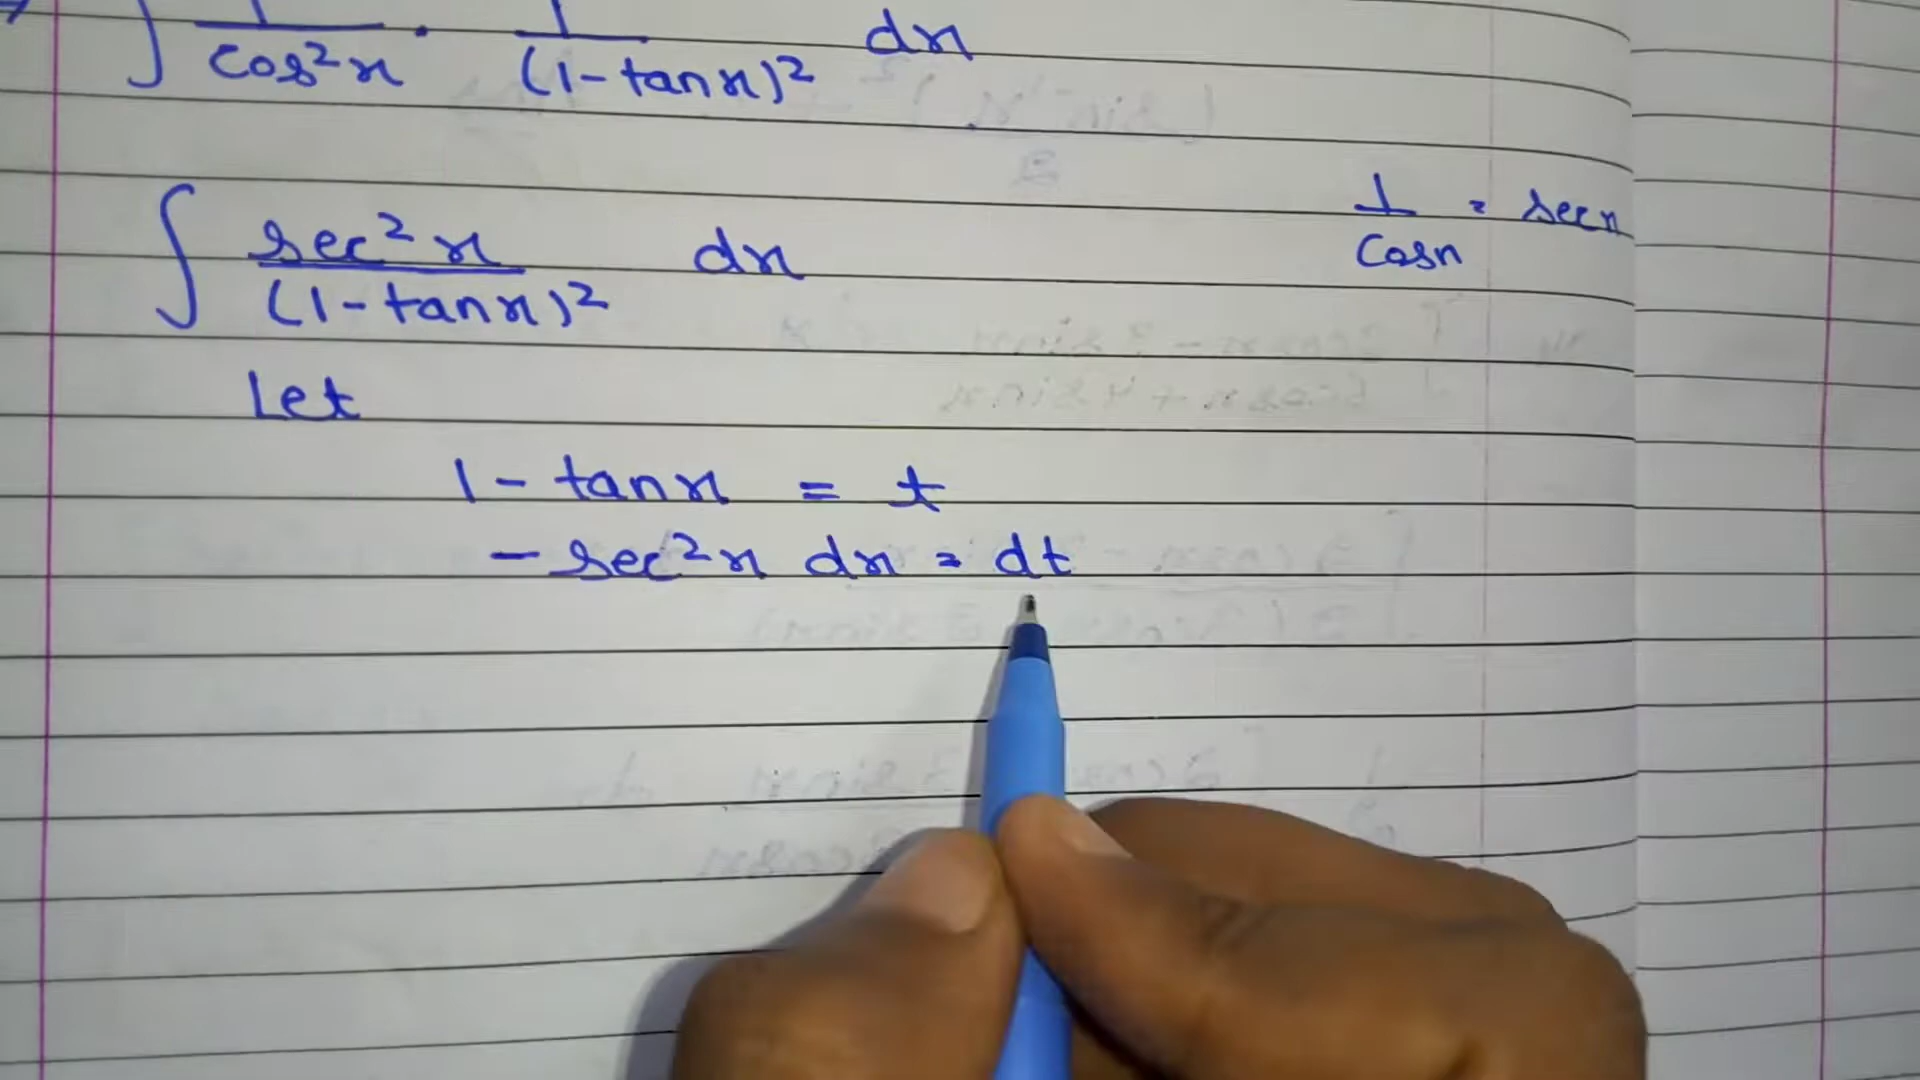 ∫ 1/cos²x · 1/(1-tanx)² dx
∫ sec²x/(1-tanx)² dx
1/cosx = secx
Let
1 - tanx = t
- sec²x dx = dt